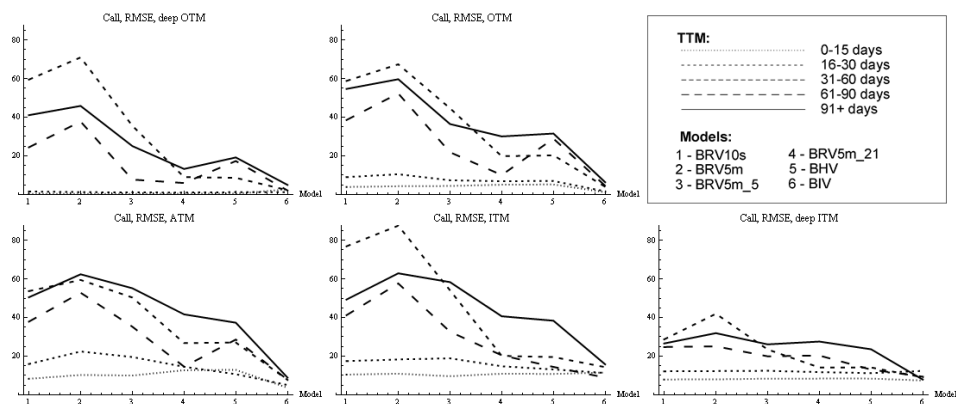 Call, RMSE, deep OTM
80
60
40
20
1 2 3 4 5 6
Model
Call, RMSE, OTM
80
60
40
20
1 2 3 4 5 6
Model
TTM:
0-15 days
16-30 days
31-60 days
61-90 days
91+ days
Models:
1 - BRV10s 4 - BRV5m_21
2 - BRV5m 5 - BHV
3 - BRV5m_5 6 - BIV
Call, RMSE, ATM
80
60
40
20
1 2 3 4 5 6
Model
Call, RMSE, ITM
80
60
40
20
1 2 3 4 5 6
Model
Call, RMSE, deep ITM
80
60
40
20
1 2 3 4 5 6
Model